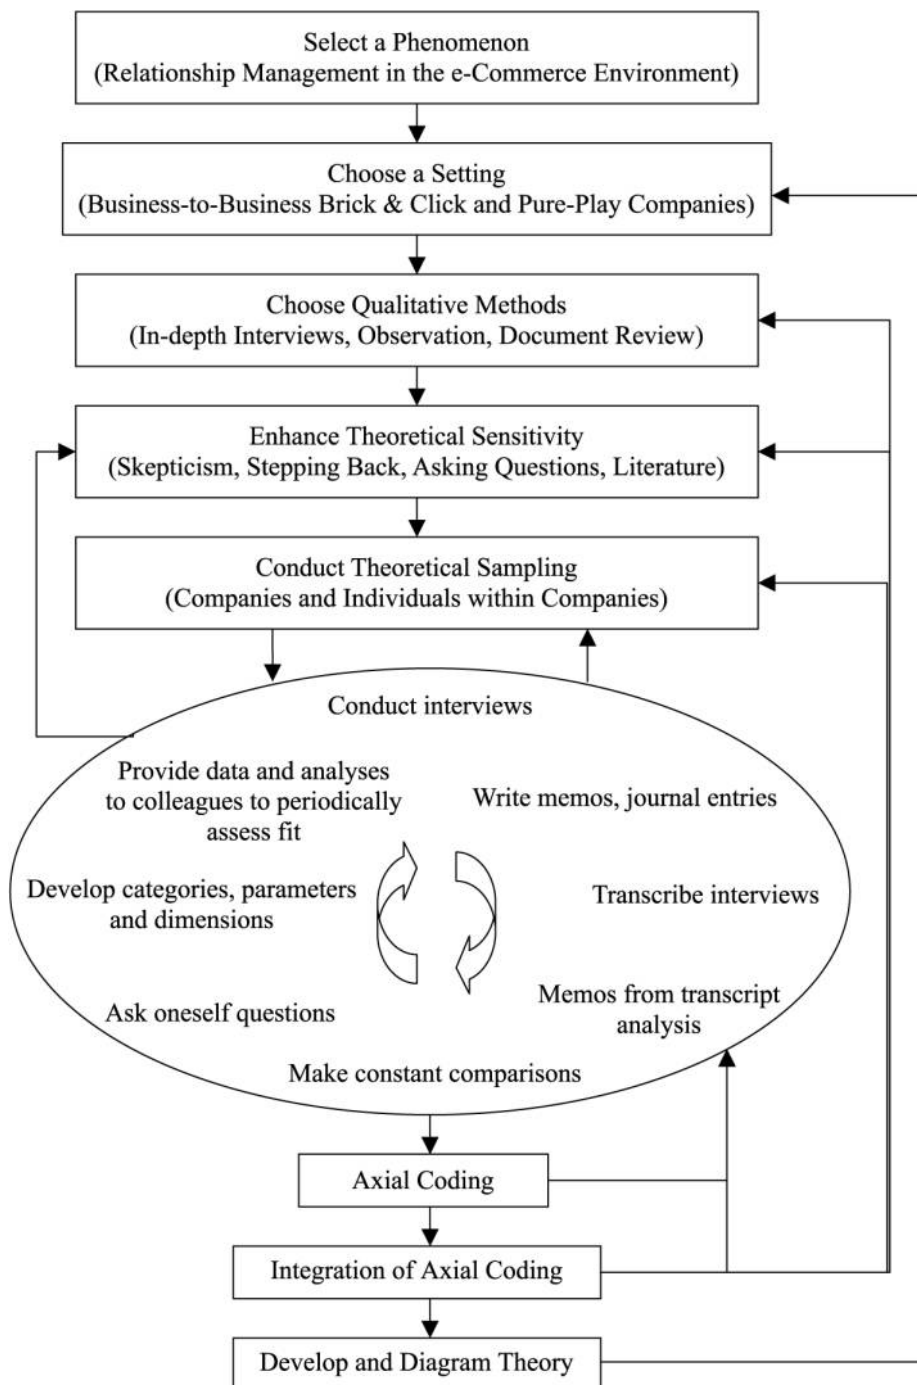 Select a Phenomenon
(Relationship Management in the e-Commerce Environment)
Choose a Setting
(Business-to-Business Brick & Click and Pure-Play Companies)
Choose Qualitative Methods
(In-depth Interviews, Observation, Document Review)
Enhance Theoretical Sensitivity
(Skepticism, Stepping Back, Asking Questions, Literature)
Conduct Theoretical Sampling
(Companies and Individuals within Companies)
Conduct interviews
Provide data and analyses
to colleagues to periodically
assess fit
Write memos, journal entries
Develop categories, parameters
and dimensions
Transcribe interviews
Ask oneself questions
Memos from transcript
analysis
Make constant comparisons
Axial Coding
Integration of Axial Coding
Develop and Diagram Theory